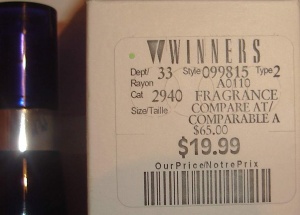 WINNERS
Dept/ 33 Style 099815 Type 2
Rayon A0110
Cat 2940 FRAGRANCE
Size/Taille COMPARE AT/
COMPARABLE A
$65.00
$19.99
OurPrice/NotrePrix